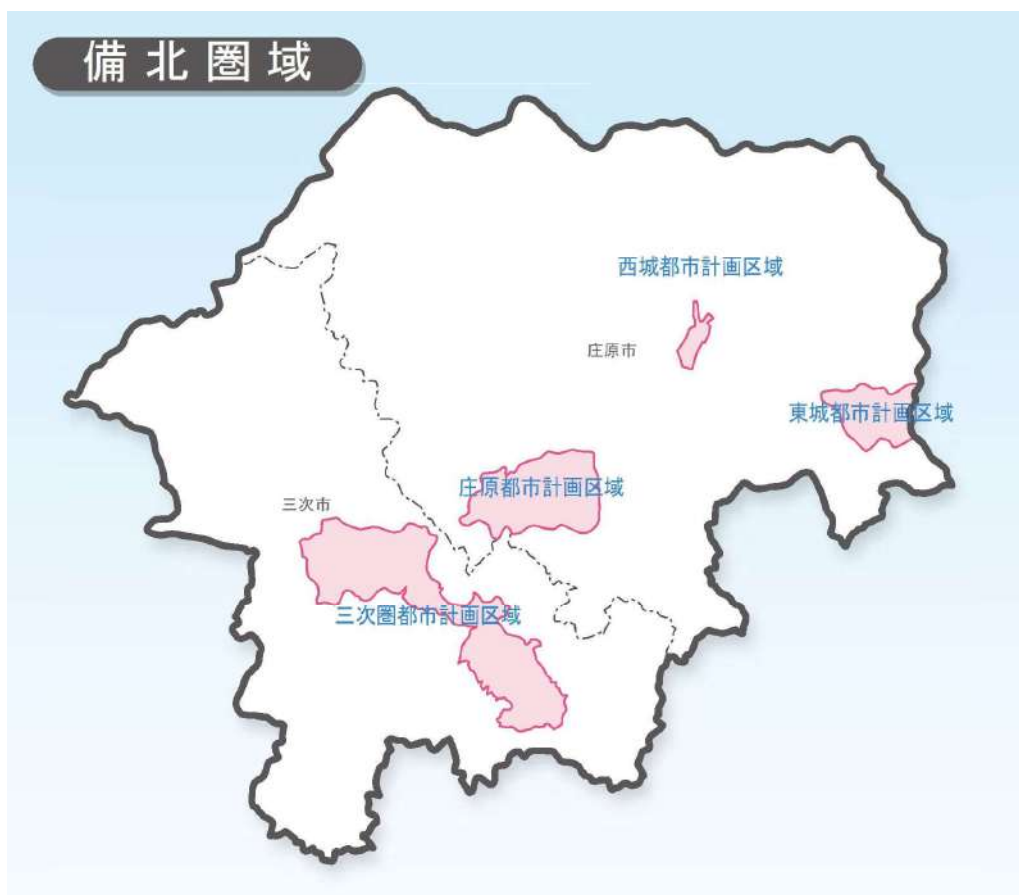 備北圏域
西城都市計画区域
庄原市
東城都市計画区域
庄原都市計画区域
三次市
三次圏都市計画区域